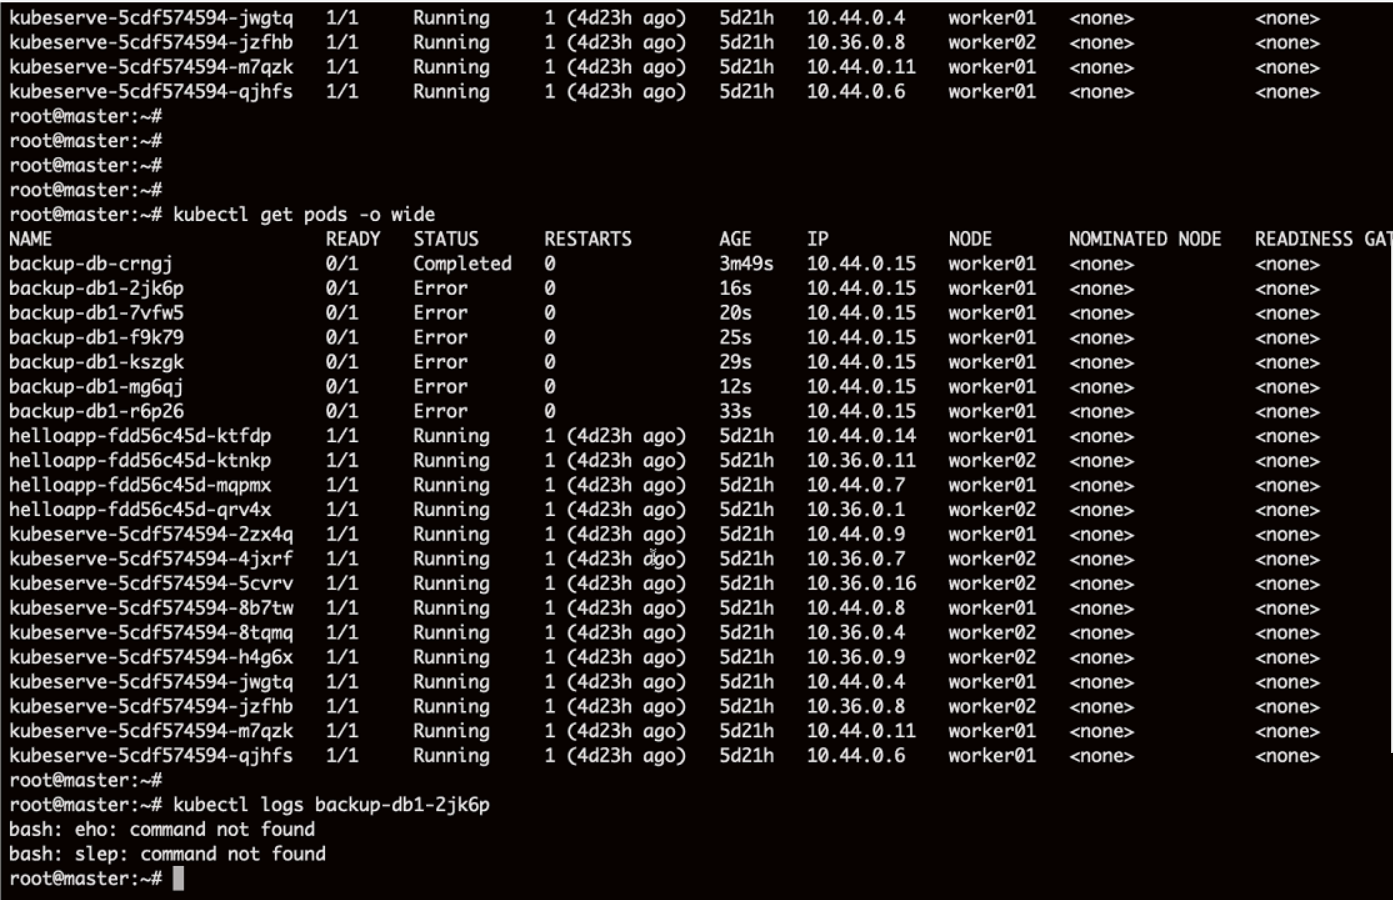 kubeserve-5cdf574594-jwgtq   1/1     Running     1 (4d23h ago)   5d21h   10.44.0.4    worker01   <none>           <none>
kubeserve-5cdf574594-jzfhb   1/1     Running     1 (4d23h ago)   5d21h   10.36.0.8    worker02   <none>           <none>
kubeserve-5cdf574594-m7qzk   1/1     Running     1 (4d23h ago)   5d21h   10.44.0.11   worker01   <none>           <none>
kubeserve-5cdf574594-qjhfs   1/1     Running     1 (4d23h ago)   5d21h   10.44.0.6    worker01   <none>           <none>
root@master:~#
root@master:~#
root@master:~#
root@master:~#
root@master:~# kubectl get pods -o wide
NAME                         READY   STATUS      RESTARTS        AGE     IP           NODE       NOMINATED NODE   READINESS GAT
backup-db-crngj              0/1     Completed   0               3m49s   10.44.0.15   worker01   <none>           <none>
backup-db1-2jk6p             0/1     Error       0               16s     10.44.0.15   worker01   <none>           <none>
backup-db1-7vfw5             0/1     Error       0               20s     10.44.0.15   worker01   <none>           <none>
backup-db1-f9k79             0/1     Error       0               25s     10.44.0.15   worker01   <none>           <none>
backup-db1-kszgk             0/1     Error       0               29s     10.44.0.15   worker01   <none>           <none>
backup-db1-mg6qj             0/1     Error       0               12s     10.44.0.15   worker01   <none>           <none>
backup-db1-r6p26             0/1     Error       0               33s     10.44.0.15   worker01   <none>           <none>
helloapp-fdd56c45d-ktfdp     1/1     Running     1 (4d23h ago)   5d21h   10.44.0.14   worker01   <none>           <none>
helloapp-fdd56c45d-ktnkp     1/1     Running     1 (4d23h ago)   5d21h   10.36.0.11   worker02   <none>           <none>
helloapp-fdd56c45d-mqpmx     1/1     Running     1 (4d23h ago)   5d21h   10.44.0.7    worker01   <none>           <none>
helloapp-fdd56c45d-qrv4x     1/1     Running     1 (4d23h ago)   5d21h   10.36.0.1    worker02   <none>           <none>
kubeserve-5cdf574594-2zx4q   1/1     Running     1 (4d23h ago)   5d21h   10.44.0.9    worker01   <none>           <none>
kubeserve-5cdf574594-4jxrf   1/1     Running     1 (4d23h ago)   5d21h   10.36.0.7    worker02   <none>           <none>
kubeserve-5cdf574594-5cvrv   1/1     Running     1 (4d23h ago)   5d21h   10.36.0.16   worker02   <none>           <none>
kubeserve-5cdf574594-8b7tw   1/1     Running     1 (4d23h ago)   5d21h   10.44.0.8    worker01   <none>           <none>
kubeserve-5cdf574594-8tqmq   1/1     Running     1 (4d23h ago)   5d21h   10.36.0.4    worker02   <none>           <none>
kubeserve-5cdf574594-h4g6x   1/1     Running     1 (4d23h ago)   5d21h   10.36.0.9    worker02   <none>           <none>
kubeserve-5cdf574594-jwgtq   1/1     Running     1 (4d23h ago)   5d21h   10.44.0.4    worker01   <none>           <none>
kubeserve-5cdf574594-jzfhb   1/1     Running     1 (4d23h ago)   5d21h   10.36.0.8    worker02   <none>           <none>
kubeserve-5cdf574594-m7qzk   1/1     Running     1 (4d23h ago)   5d21h   10.44.0.11   worker01   <none>           <none>
kubeserve-5cdf574594-qjhfs   1/1     Running     1 (4d23h ago)   5d21h   10.44.0.6    worker01   <none>           <none>
root@master:~#
root@master:~# kubectl logs backup-db1-2jk6p
bash: eho: command not found
bash: slep: command not found
root@master:~#